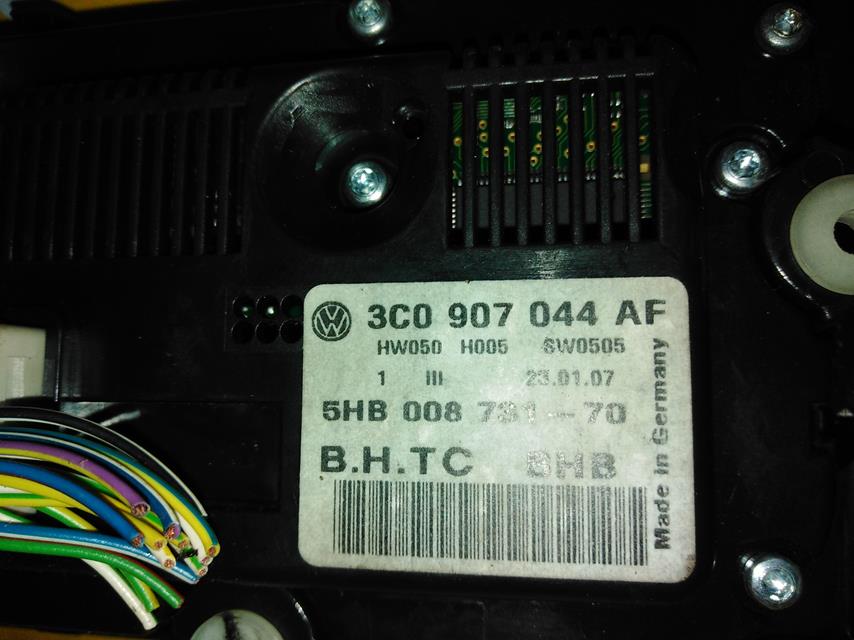 3C0 907 044 AF
HW050 H005 SW0505
1 III 23.01.07
5HB 008 731-70
B.H.TC BHB
Made in Germany